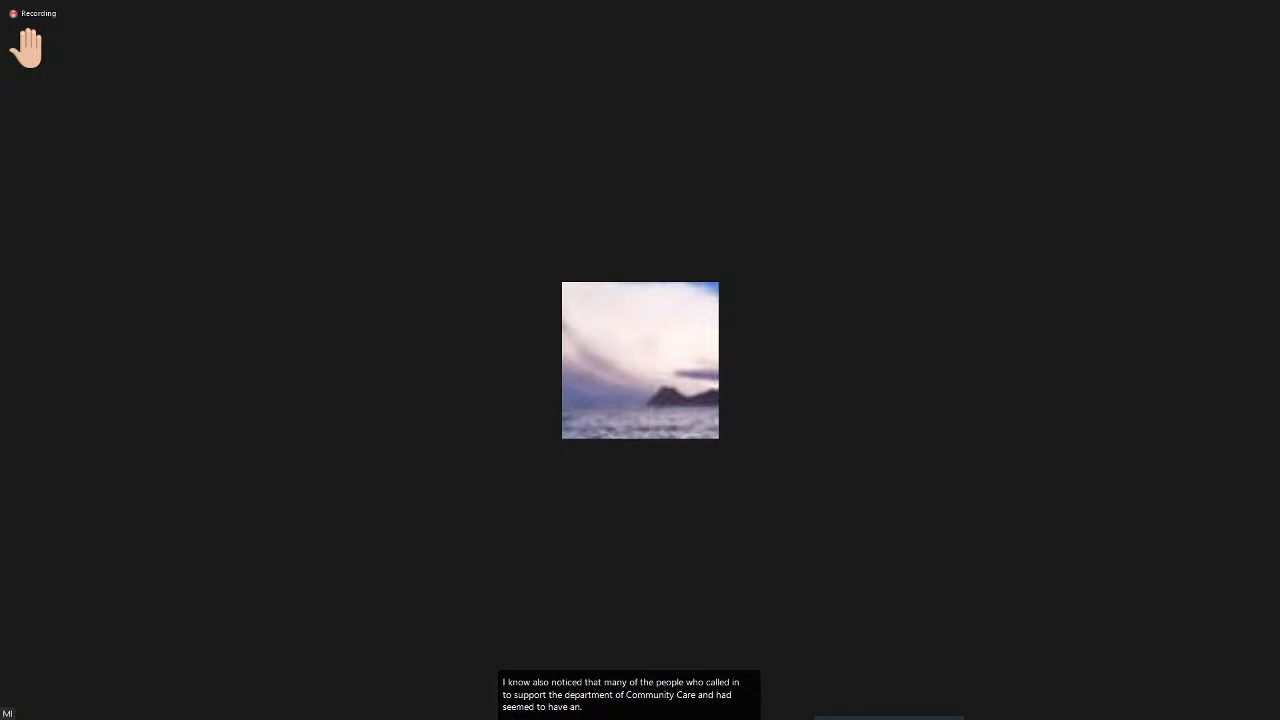 Recording
I know also noticed that many of the people who called in
to support the department of Community Care and had
seemed to have an.
MI